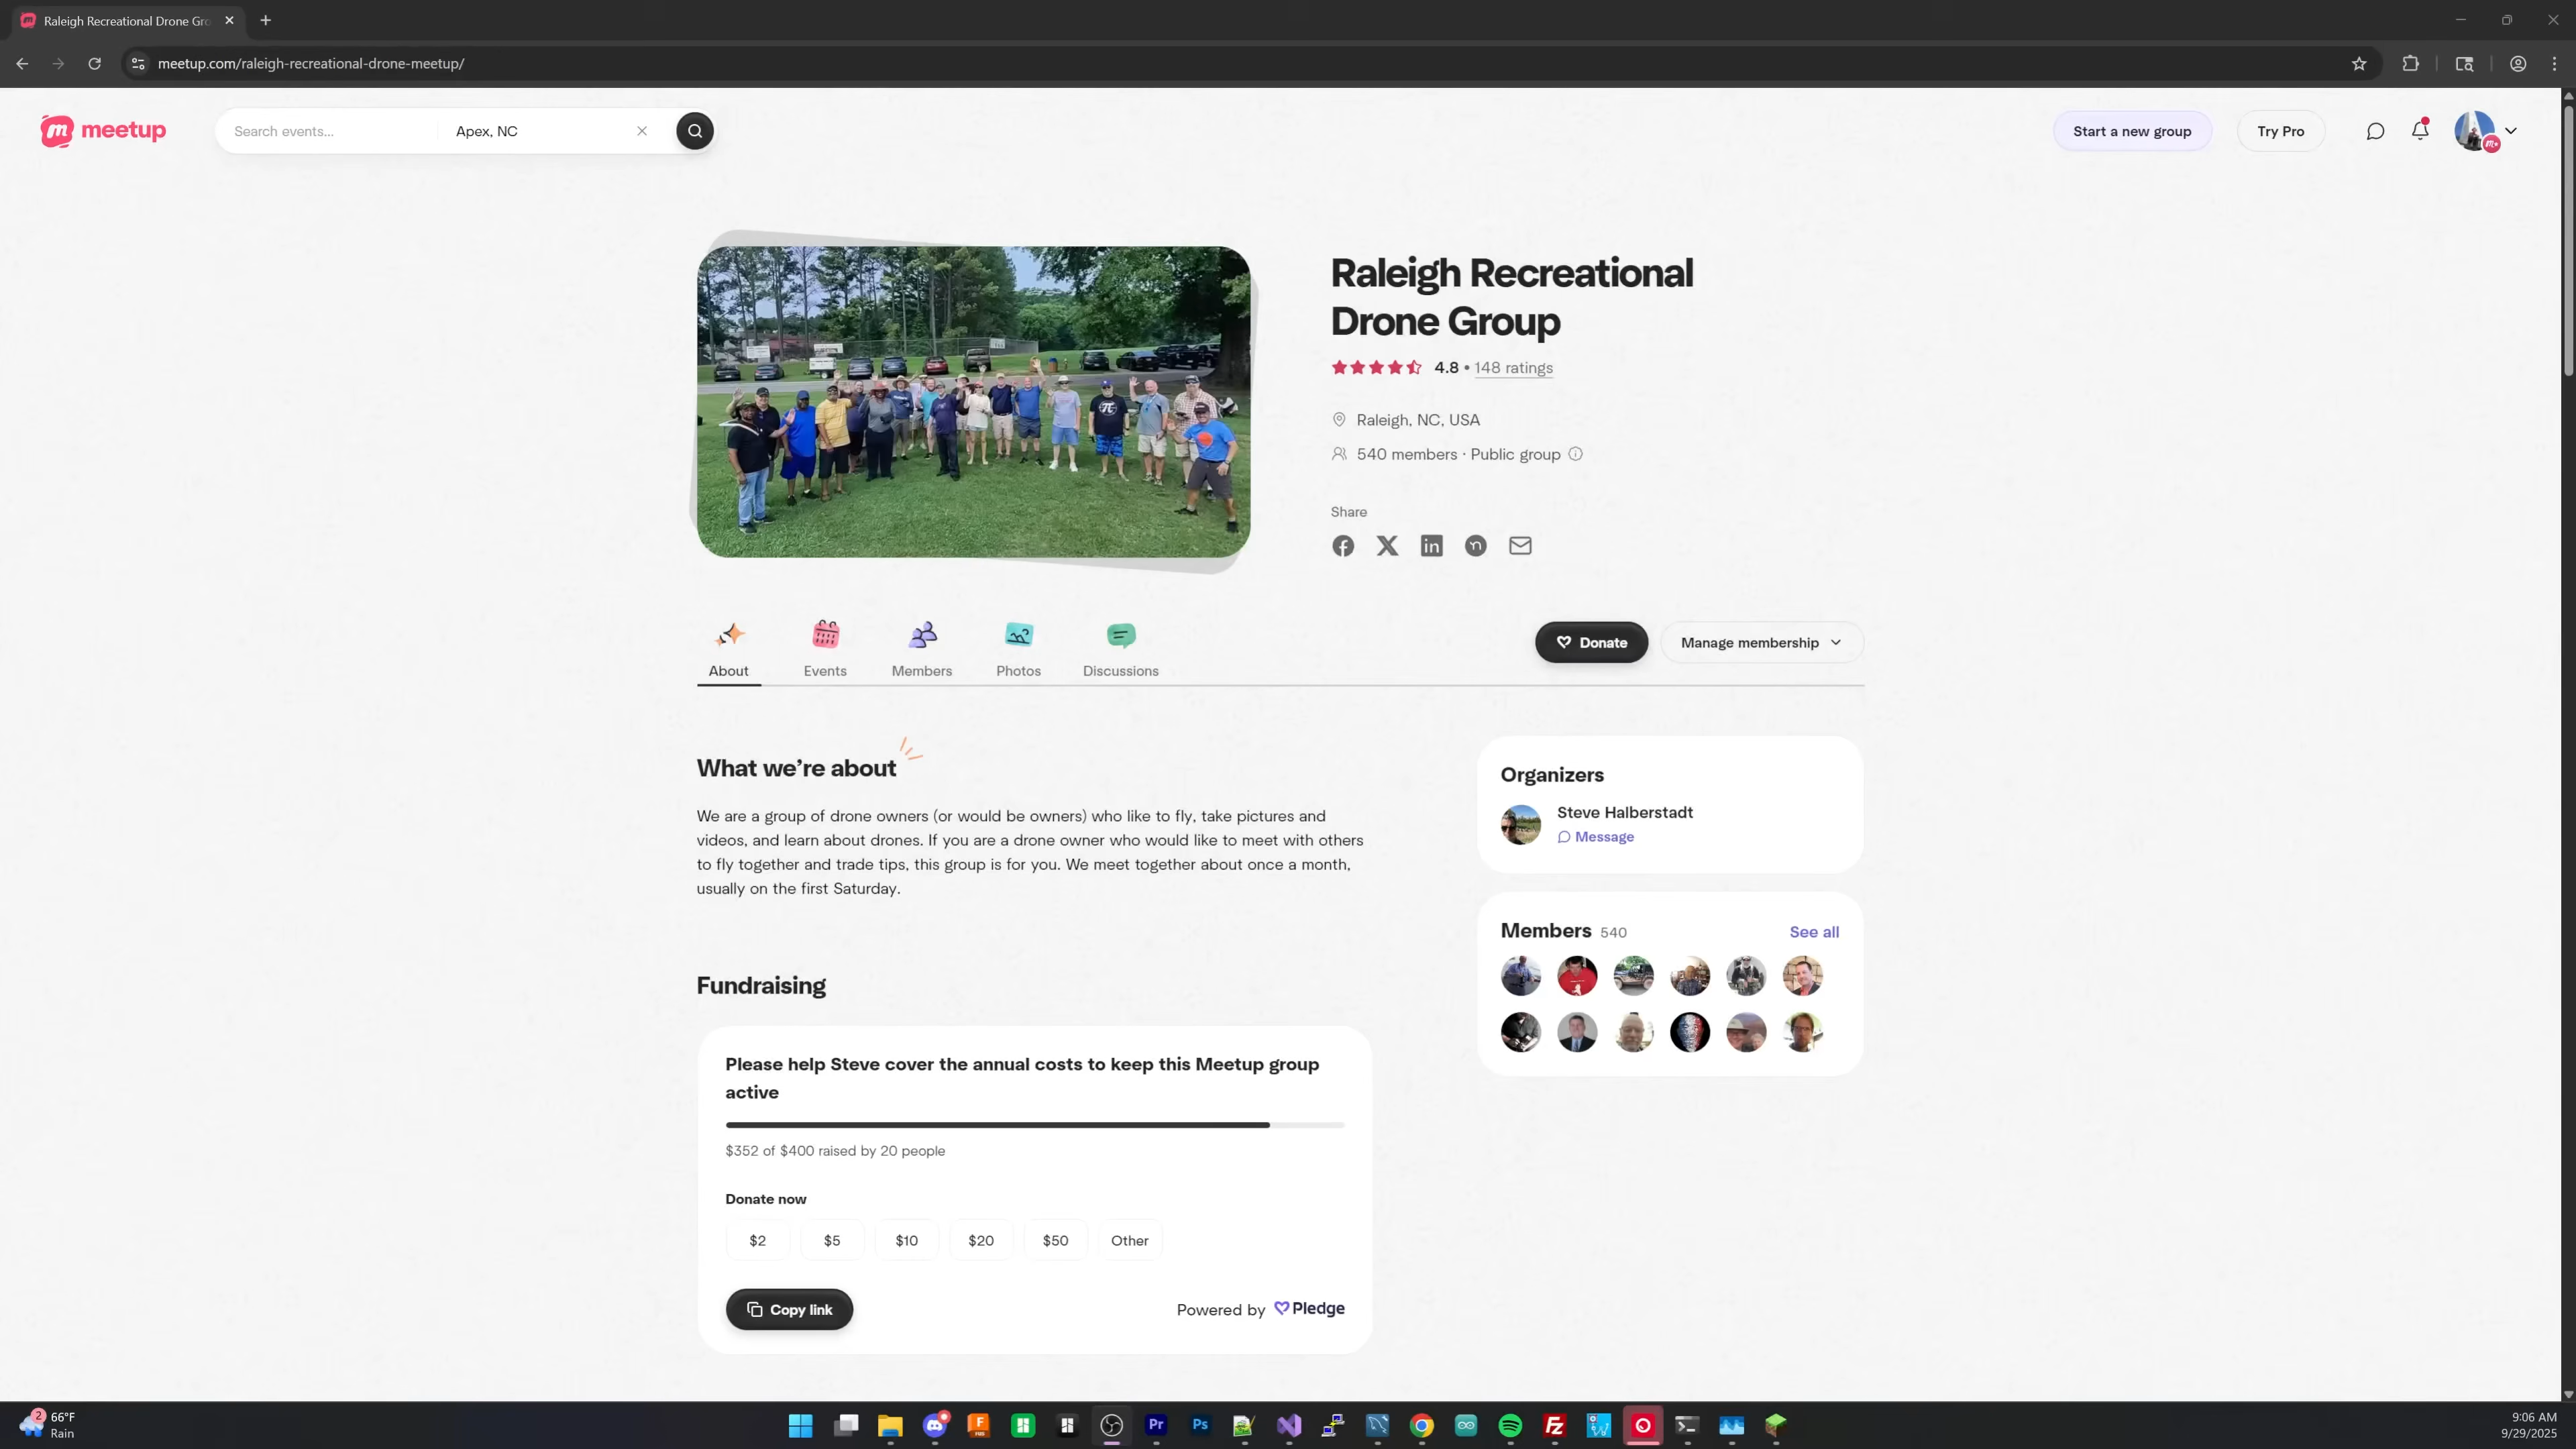 Raleigh Recreational Drone Gro
meetup.com/raleigh-recreational-drone-meetup/
meetup
Search events...
Apex, NC
Start a new group
Try Pro
Raleigh Recreational
Drone Group
4.8 • 148 ratings
Raleigh, NC, USA
540 members · Public group
Share
About
Events
Members
Photos
Discussions
Donate
Manage membership
What we're about
We are a group of drone owners (or would be owners) who like to fly, take pictures and
videos, and learn about drones. If you are a drone owner who would like to meet with others
to fly together and trade tips, this group is for you. We meet together about once a month,
usually on the first Saturday.
Organizers
Steve Halberstadt
Message
Members 540
See all
Fundraising
Please help Steve cover the annual costs to keep this Meetup group
active
$352 of $400 raised by 20 people
Donate now
$2
$5
$10
$20
$50
Other
Copy link
Powered by Pledge
2
66°F
Rain
Pr
Ps
Fz
9:06 AM
9/29/2025